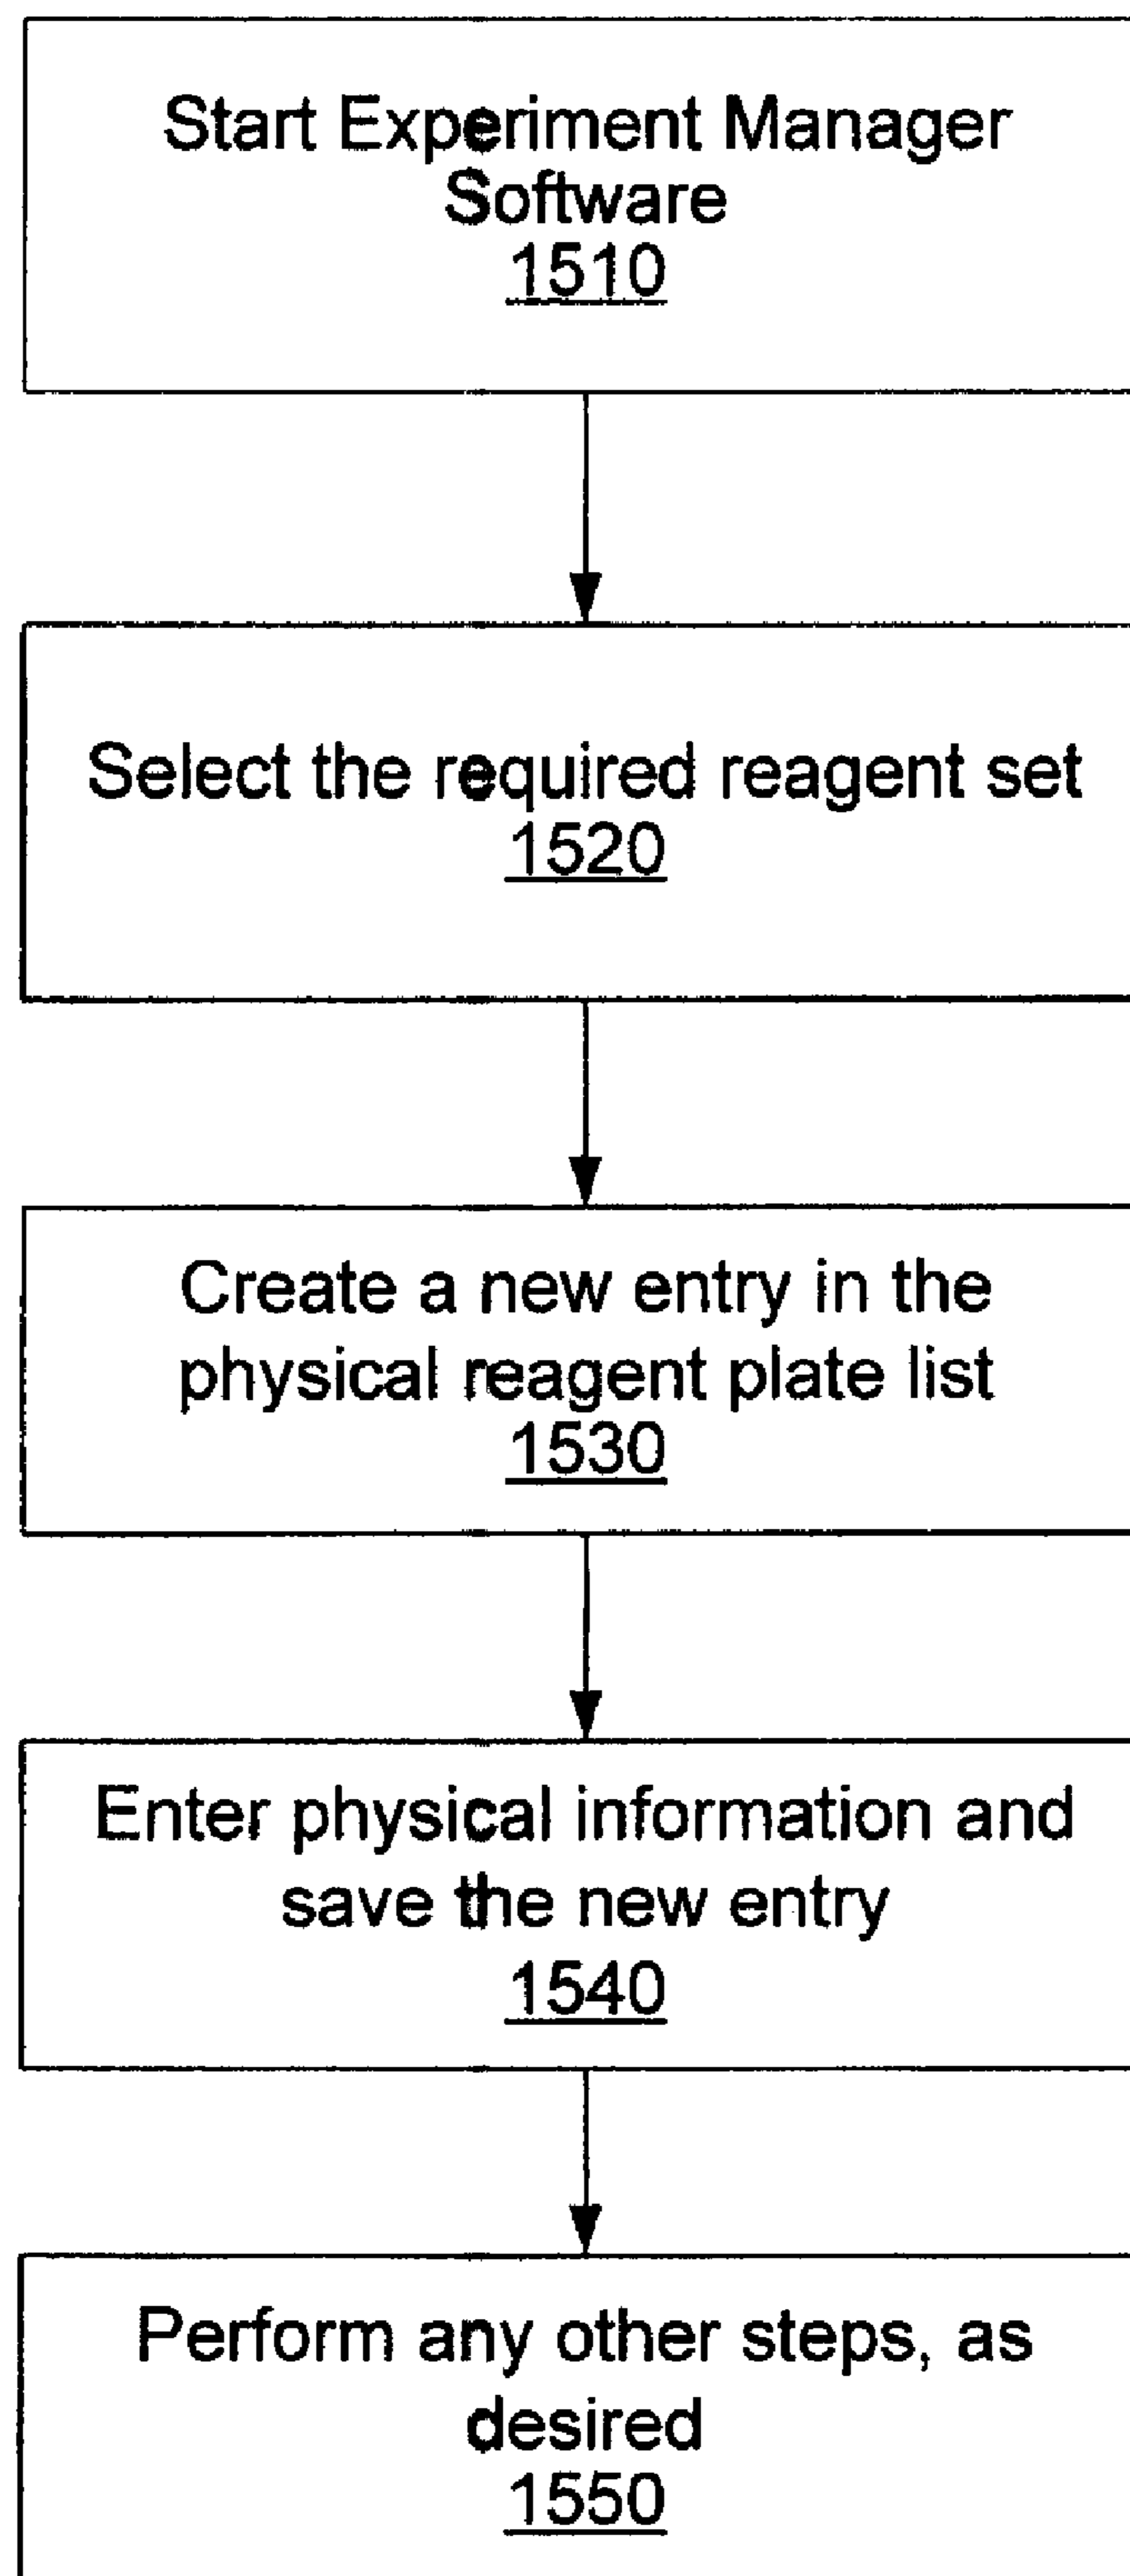 Start Experiment Manager
Software
1510
Select the required reagent set
1520
Create a new entry in the
physical reagent plate list
1530
Enter physical information and
save the new entry
1540
Perform any other steps, as
desired
1550